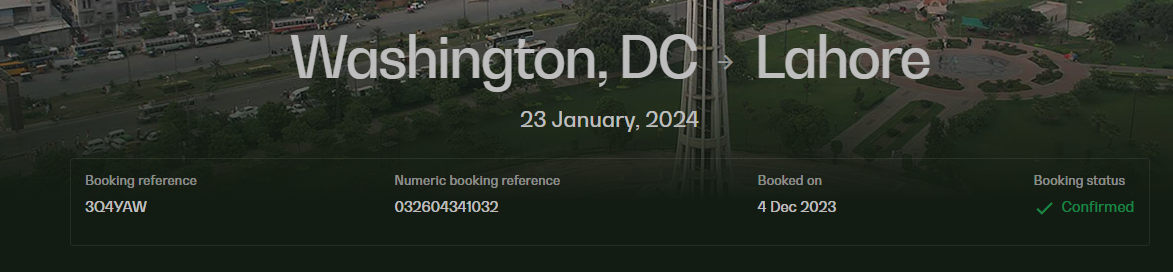 Washington, DC → Lahore
23 January, 2024
Booking reference
3Q4YAW
Numeric booking reference
032604341032
Booked on
4 Dec 2023
Booking status
Confirmed